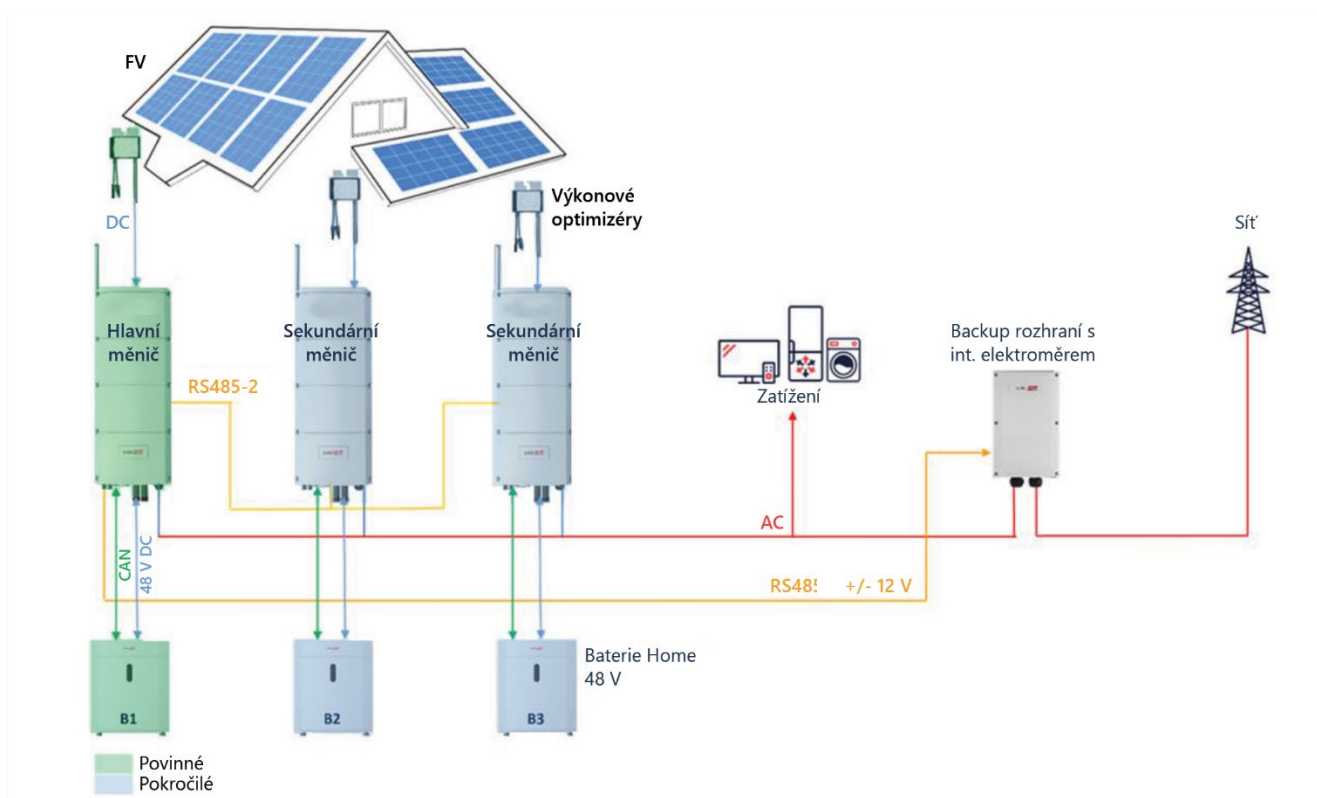 FV
Výkonové
optimizéry
DC
Síť
Hlavní
měnič
Sekundární
měnič
Sekundární
měnič
Backup rozhraní s
int. elektroměrem
RS485-2
Zatížení
AC
CAN
48 V DC
RS485 +/- 12 V
Baterie Home
48 V
B1
B2
B3
Povinné
Pokročilé